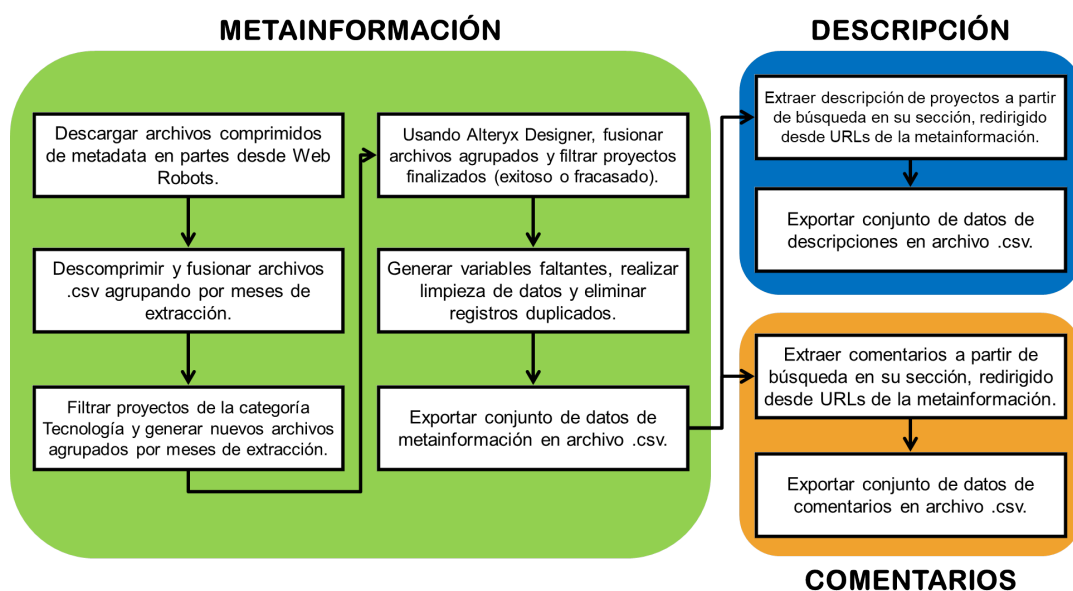 METAINFORMACIÓN
Descargar archivos comprimidos
de metadata en partes desde Web
Robots.
Descomprimir y fusionar archivos
.csv agrupando por meses de
extracción.
Filtrar proyectos de la categoría
Tecnología y generar nuevos archivos
agrupados por meses de extracción.
Usando Alteryx Designer, fusionar
archivos agrupados y filtrar proyectos
finalizados (exitoso o fracasado).
Generar variables faltantes, realizar
limpieza de datos y eliminar
registros duplicados.
Exportar conjunto de datos de
metainformación en archivo .csv.
DESCRIPCIÓN
Extraer descripción de proyectos a partir
de búsqueda en su sección, redirigido
desde URLs de la metainformación.
Exportar conjunto de datos de
descripciones en archivo .csv.
Extraer comentarios a partir de
búsqueda en su sección, redirigido
desde URLs de la metainformación.
Exportar conjunto de datos de
comentarios en archivo .csv.
COMENTARIOS